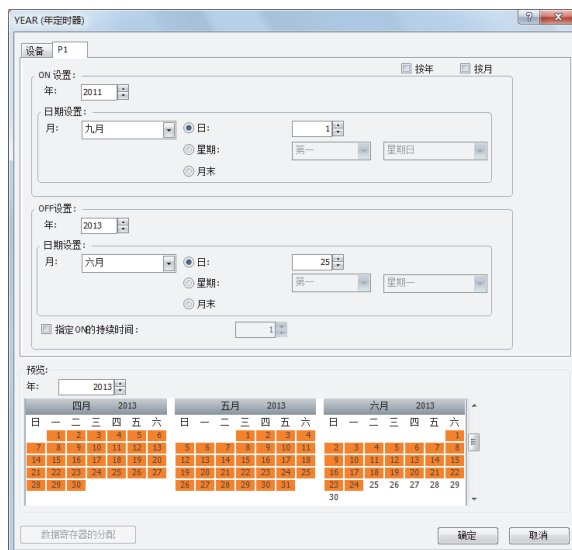 YEAR (年定时器)
设备 P1
按年 按月
ON 设置:
年: 2011
日期设置:
月: 九月 日: 1
星期: 第一 星期日
月末
OFF设置:
年: 2013
日期设置:
月: 六月 日: 25
星期: 第一 星期一
月末
指定ON的持续时间: 1
预览:
年: 2013
四月 2013 五月 2013 六月 2013
日 一 二 三 四 五 六 日 一 二 三 四 五 六 日 一 二 三 四 五 六
1 2 3 4 5 6 1 2 3 4 1
7 8 9 10 11 12 13 5 6 7 8 9 10 11 2 3 4 5 6 7 8
14 15 16 17 18 19 20 12 13 14 15 16 17 18 9 10 11 12 13 14 15
21 22 23 24 25 26 27 19 20 21 22 23 24 25 16 17 18 19 20 21 22
28 29 30 26 27 28 29 30 31 23 24 25 26 27 28 29
30
数据寄存器的分配 确定 取消